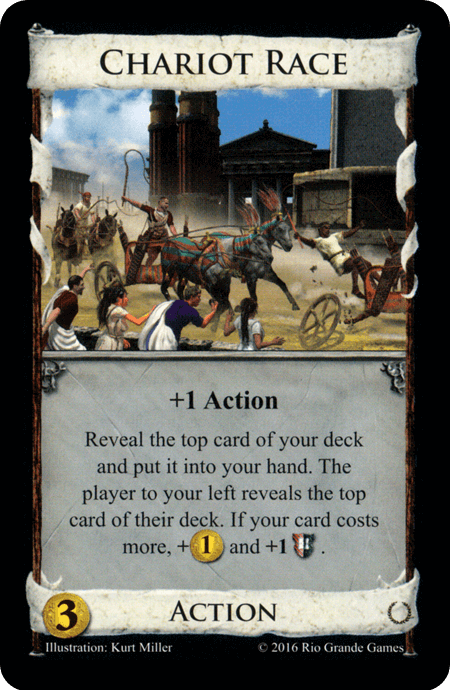 CHARIOT RACE
+1 Action
Reveal the top card of your deck
and put it into your hand. The
player to your left reveals the top
card of their deck. If your card costs
more, +1 and +1 .
3 ACTION
Illustration: Kurt Miller © 2016 Rio Grande Games